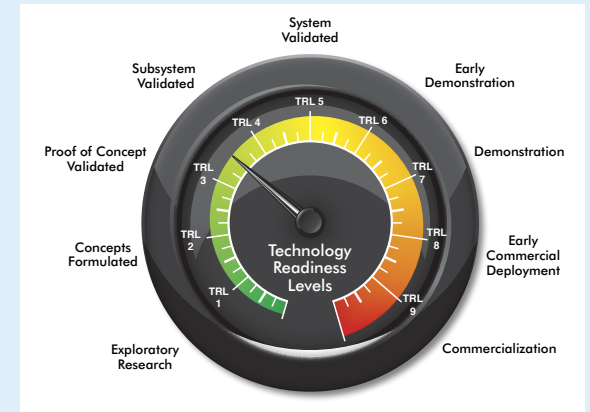 System
Validated
Subsystem
Validated
Early
Demonstration
Proof of Concept
Validated
Demonstration
Concepts
Formulated
Early
Commercial
Deployment
Exploratory
Research
Commercialization
TRL 5
TRL 4
TRL 6
TRL
3
TRL
7
TRL
2
TRL
8
TRL
1
TRL
9
Technology
Readiness
Levels